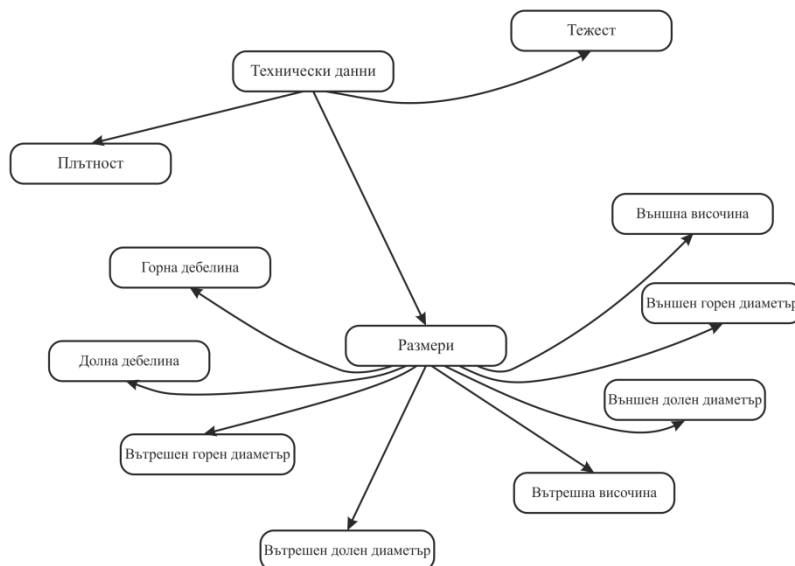 Тежест
Технически данни
Плътност
Външна височина
Горна дебелина
Външен горен диаметър
Размери
Долна дебелина
Външен долен диаметър
Вътрешен горен диаметър
Вътрешна височина
Вътрешен долен диаметър